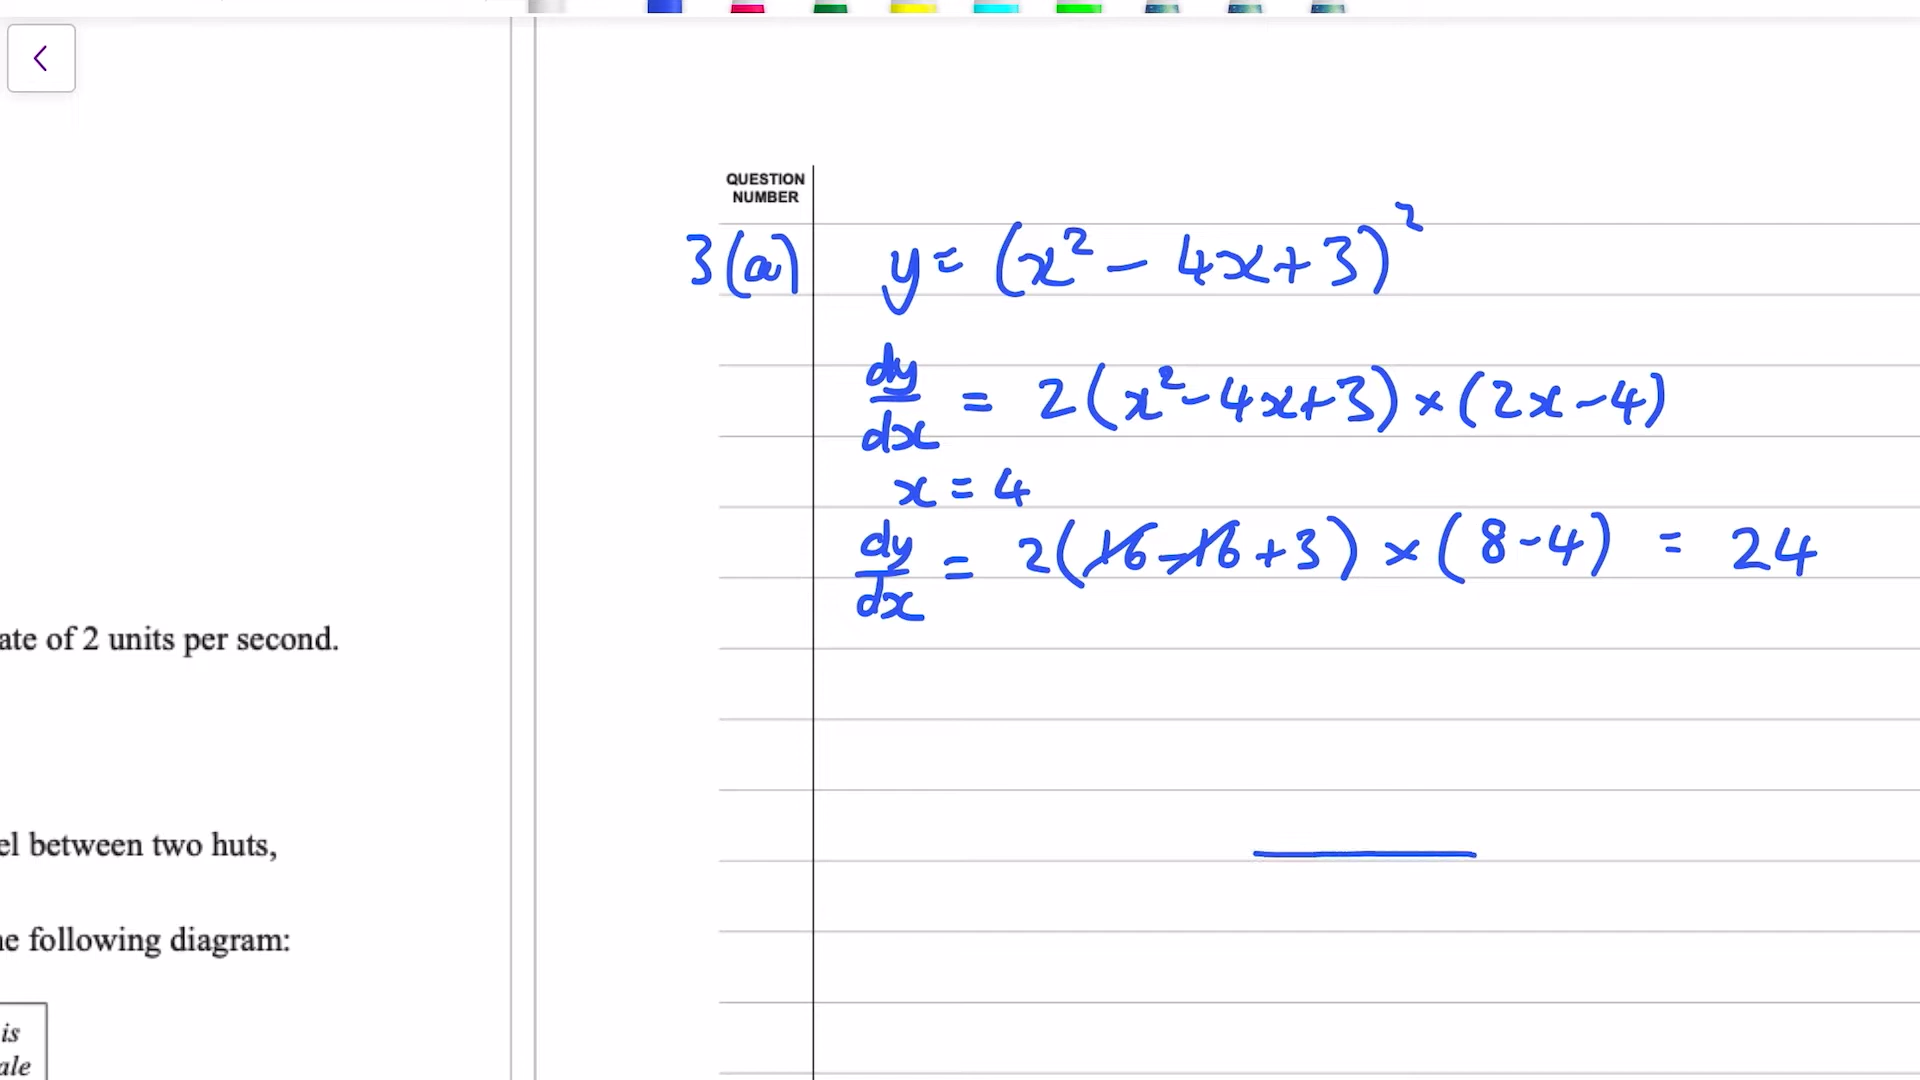 QUESTION
NUMBER
3(a) y = (x² - 4x + 3)²
dy/dx = 2(x² - 4x + 3) × (2x - 4)
x = 4
dy/dx = 2(16 - 16 + 3) × (8 - 4) = 24
ate of 2 units per second.
el between two huts,
e following diagram:
is
ale